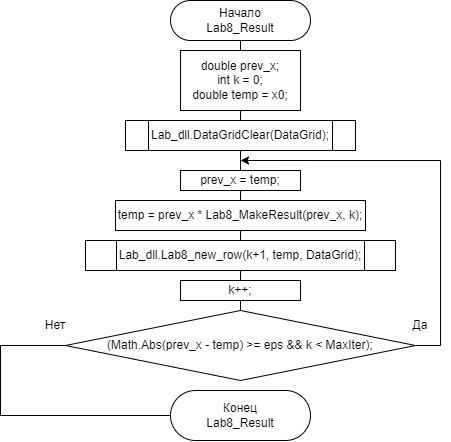 Начало
Lab8_Result
double prev_x;
int k = 0;
double temp = x0;
Lab_dll.DataGridClear(DataGrid);
prev_x = temp;
temp = prev_x * Lab8_MakeResult(prev_x, k);
Lab_dll.Lab8_new_row(k+1, temp, DataGrid);
k++;
Нет
Да
(Math.Abs(prev_x - temp) >= eps && k < MaxIter);
Конец
Lab8_Result